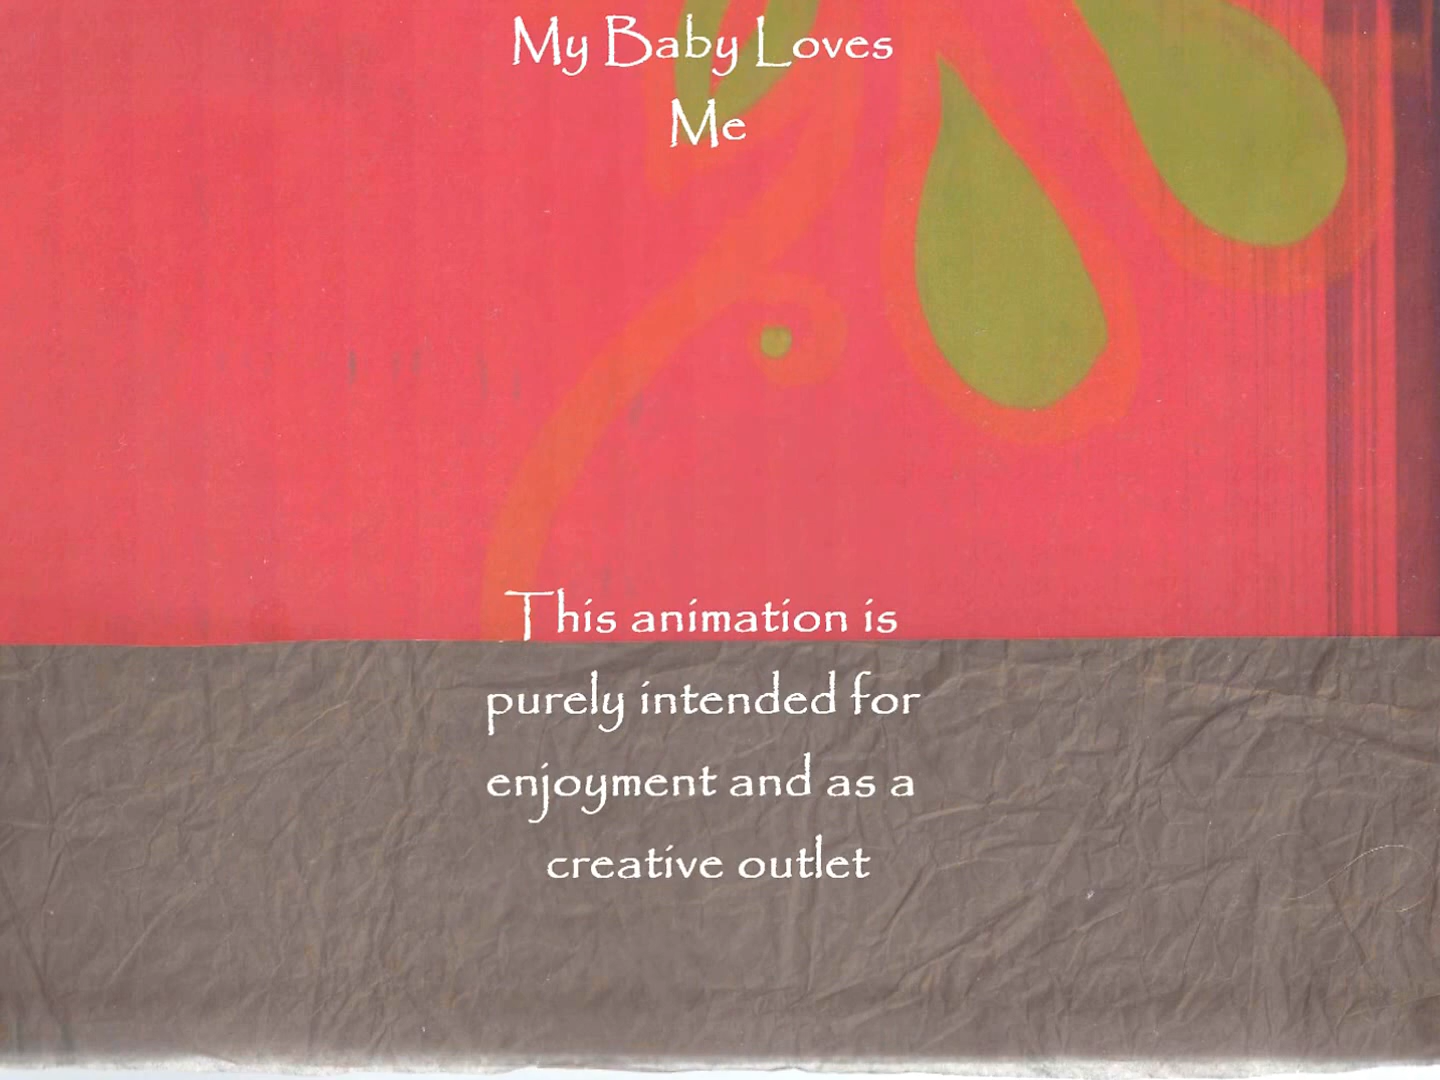 My Baby Loves
Me
This animation is
purely intended for
enjoyment and as a
creative outlet